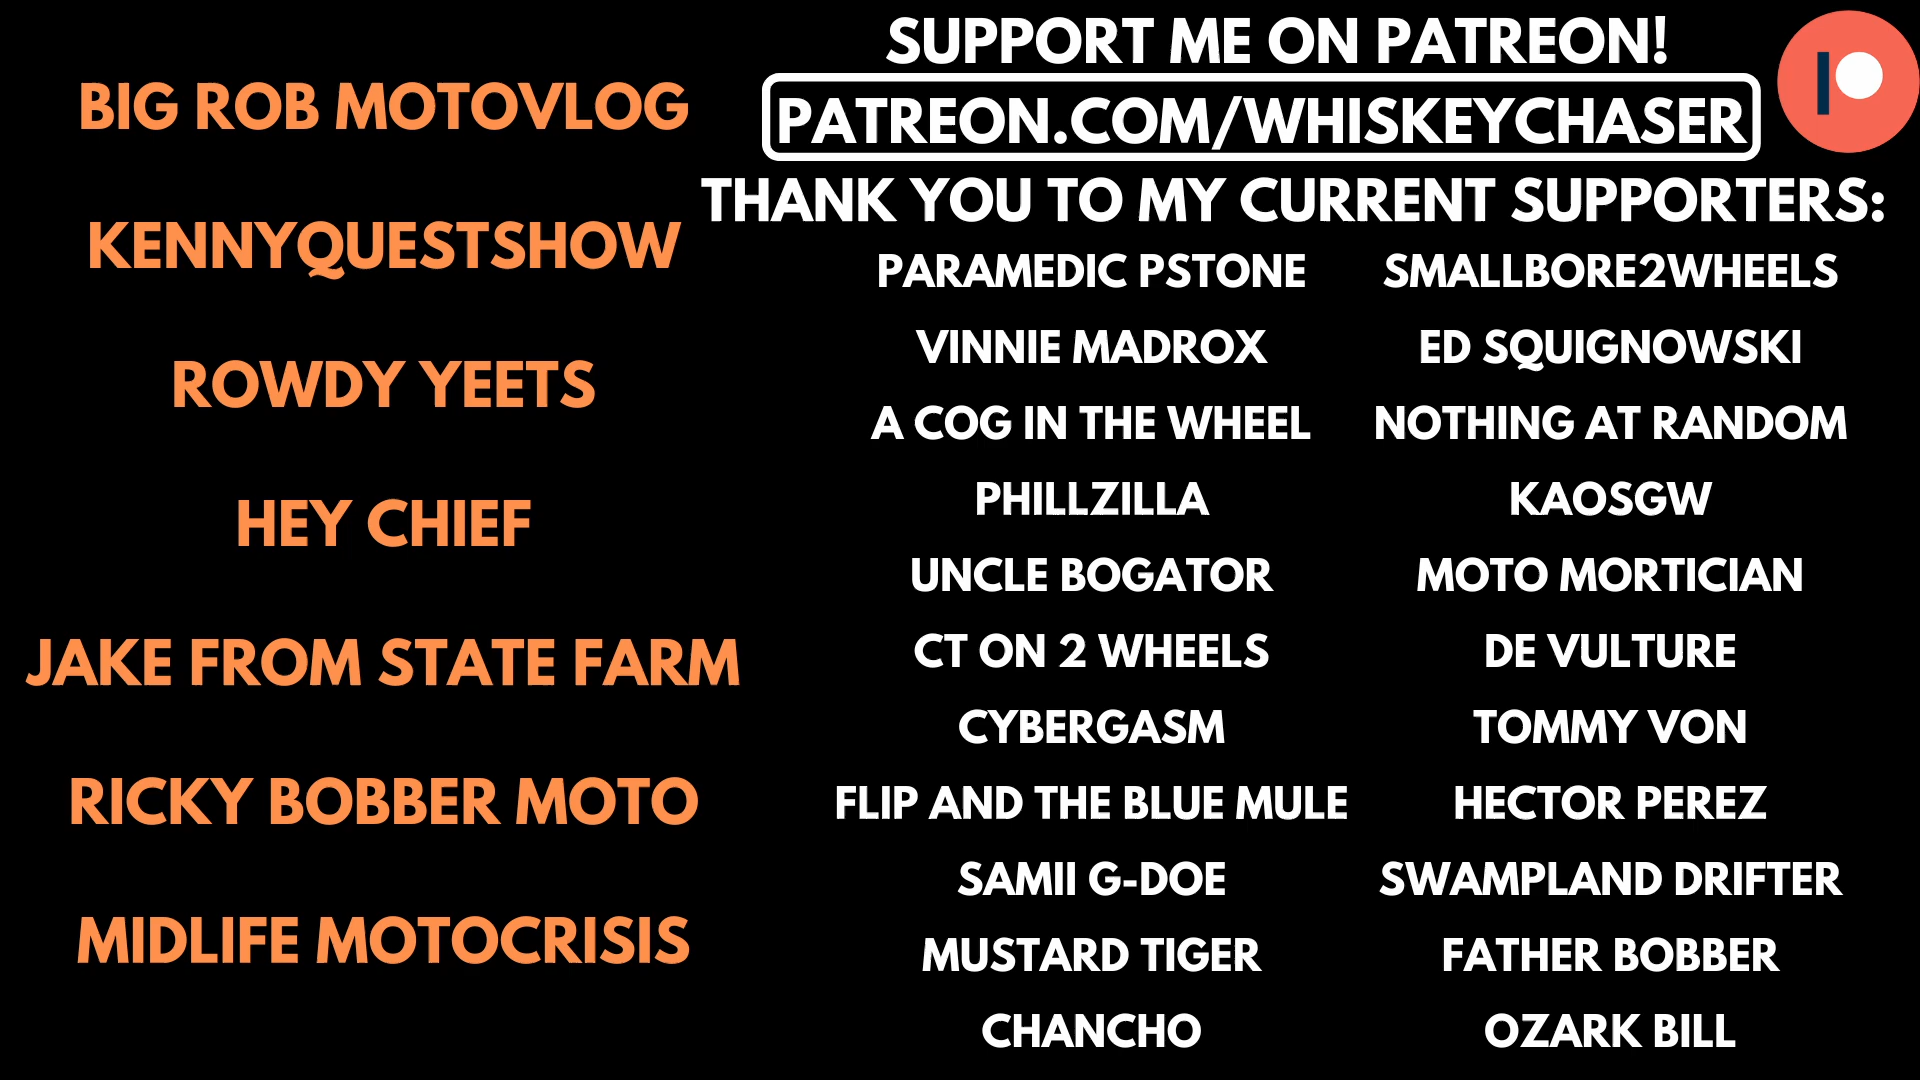 BIG ROB MOTOVLOG
KENNYQUESTSHOW
ROWDY YEETS
HEY CHIEF
JAKE FROM STATE FARM
RICKY BOBBER MOTO
MIDLIFE MOTOCRISIS
SUPPORT ME ON PATREON!
PATREON.COM/WHISKEYCHASER
THANK YOU TO MY CURRENT SUPPORTERS:
PARAMEDIC PSTONE
VINNIE MADROX
A COG IN THE WHEEL
PHILLZILLA
UNCLE BOGATOR
CT ON 2 WHEELS
CYBERGASM
FLIP AND THE BLUE MULE
SAMII G-DOE
MUSTARD TIGER
CHANCHO
SMALLBORE2WHEELS
ED SQUIGNOWSKI
NOTHING AT RANDOM
KAOSGW
MOTO MORTICIAN
DE VULTURE
TOMMY VON
HECTOR PEREZ
SWAMPLAND DRIFTER
FATHER BOBBER
OZARK BILL